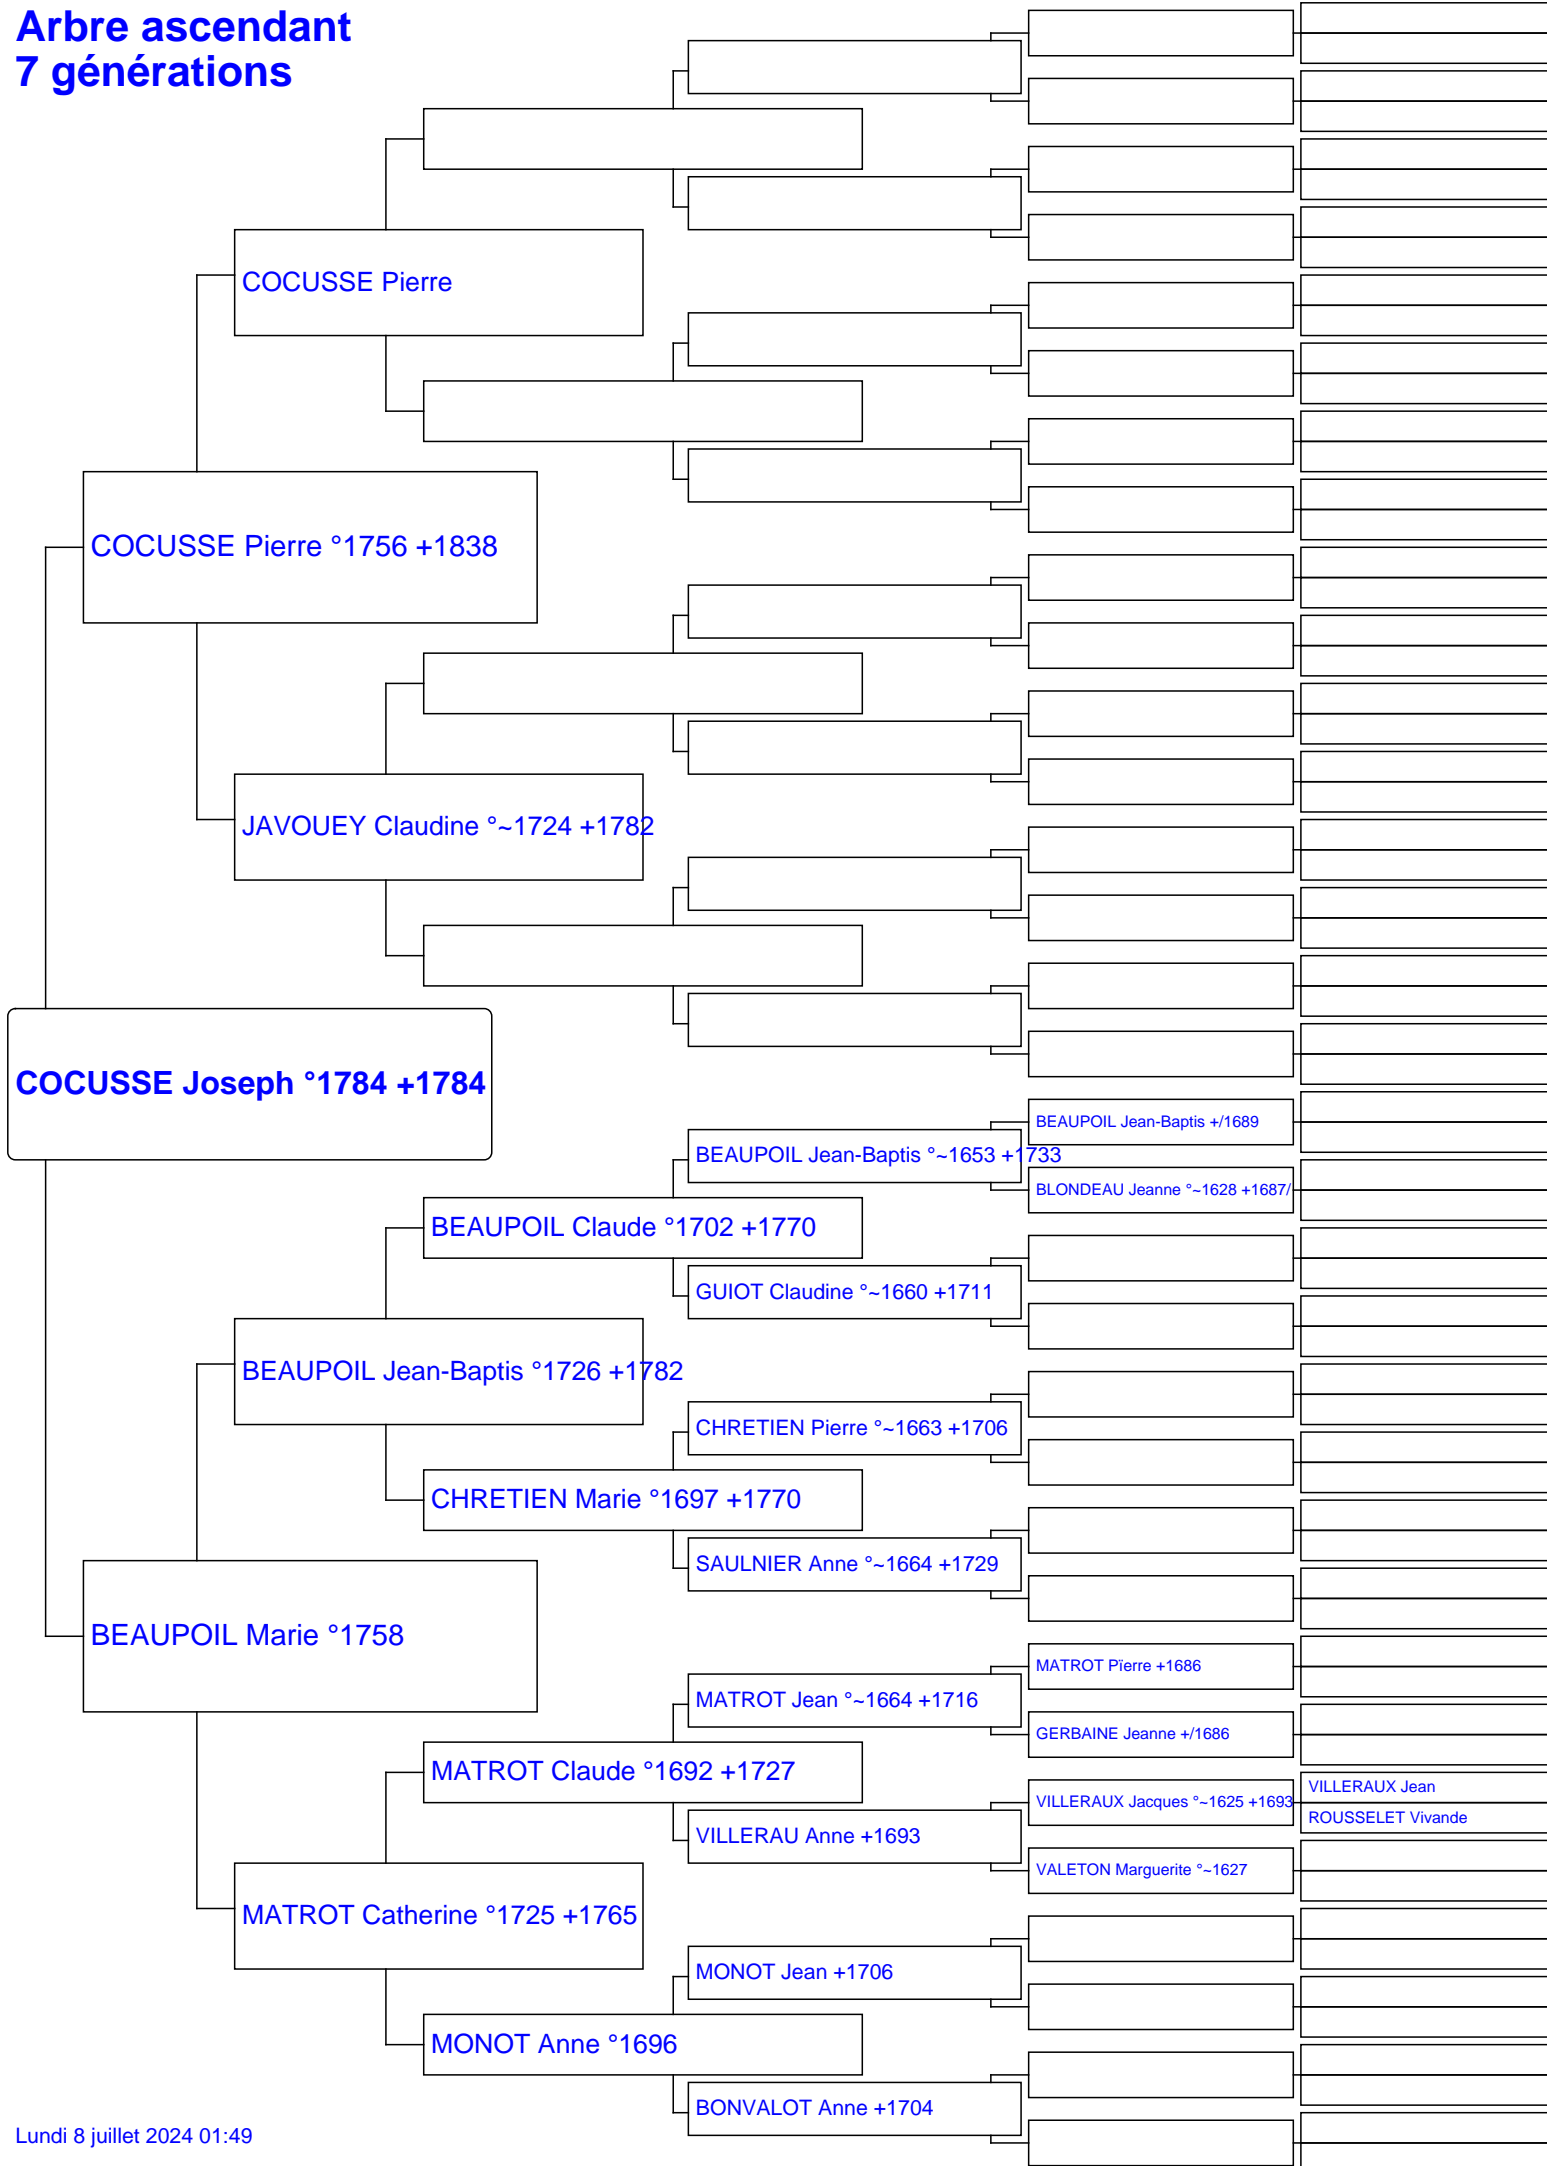 Arbre ascendant
7 générations
COCUSSE Pierre
COCUSSE Pierre °1756 +1838
JAVOUEY Claudine °~1724 +1782
COCUSSE Joseph °1784 +1784
BEAUPOIL Jean-Baptis +/1689
BEAUPOIL Jean-Baptis °~1653 +1733
BLONDEAU Jeanne °~1628 +1687/
BEAUPOIL Claude °1702 +1770
GUIOT Claudine °~1660 +1711
BEAUPOIL Jean-Baptis °1726 +1782
CHRETIEN Pierre °~1663 +1706
CHRETIEN Marie °1697 +1770
SAULNIER Anne °~1664 +1729
BEAUPOIL Marie °1758
MATROT Pïerre +1686
MATROT Jean °~1664 +1716
GERBAINE Jeanne +/1686
MATROT Claude °1692 +1727
VILLERAUX Jean
VILLERAUX Jacques °~1625 +1693
ROUSSELET Vivande
VILLERAU Anne +1693
VALETON Marguerite °~1627
MATROT Catherine °1725 +1765
MONOT Jean +1706
MONOT Anne °1696
BONVALOT Anne +1704
Lundi 8 juillet 2024 01:49